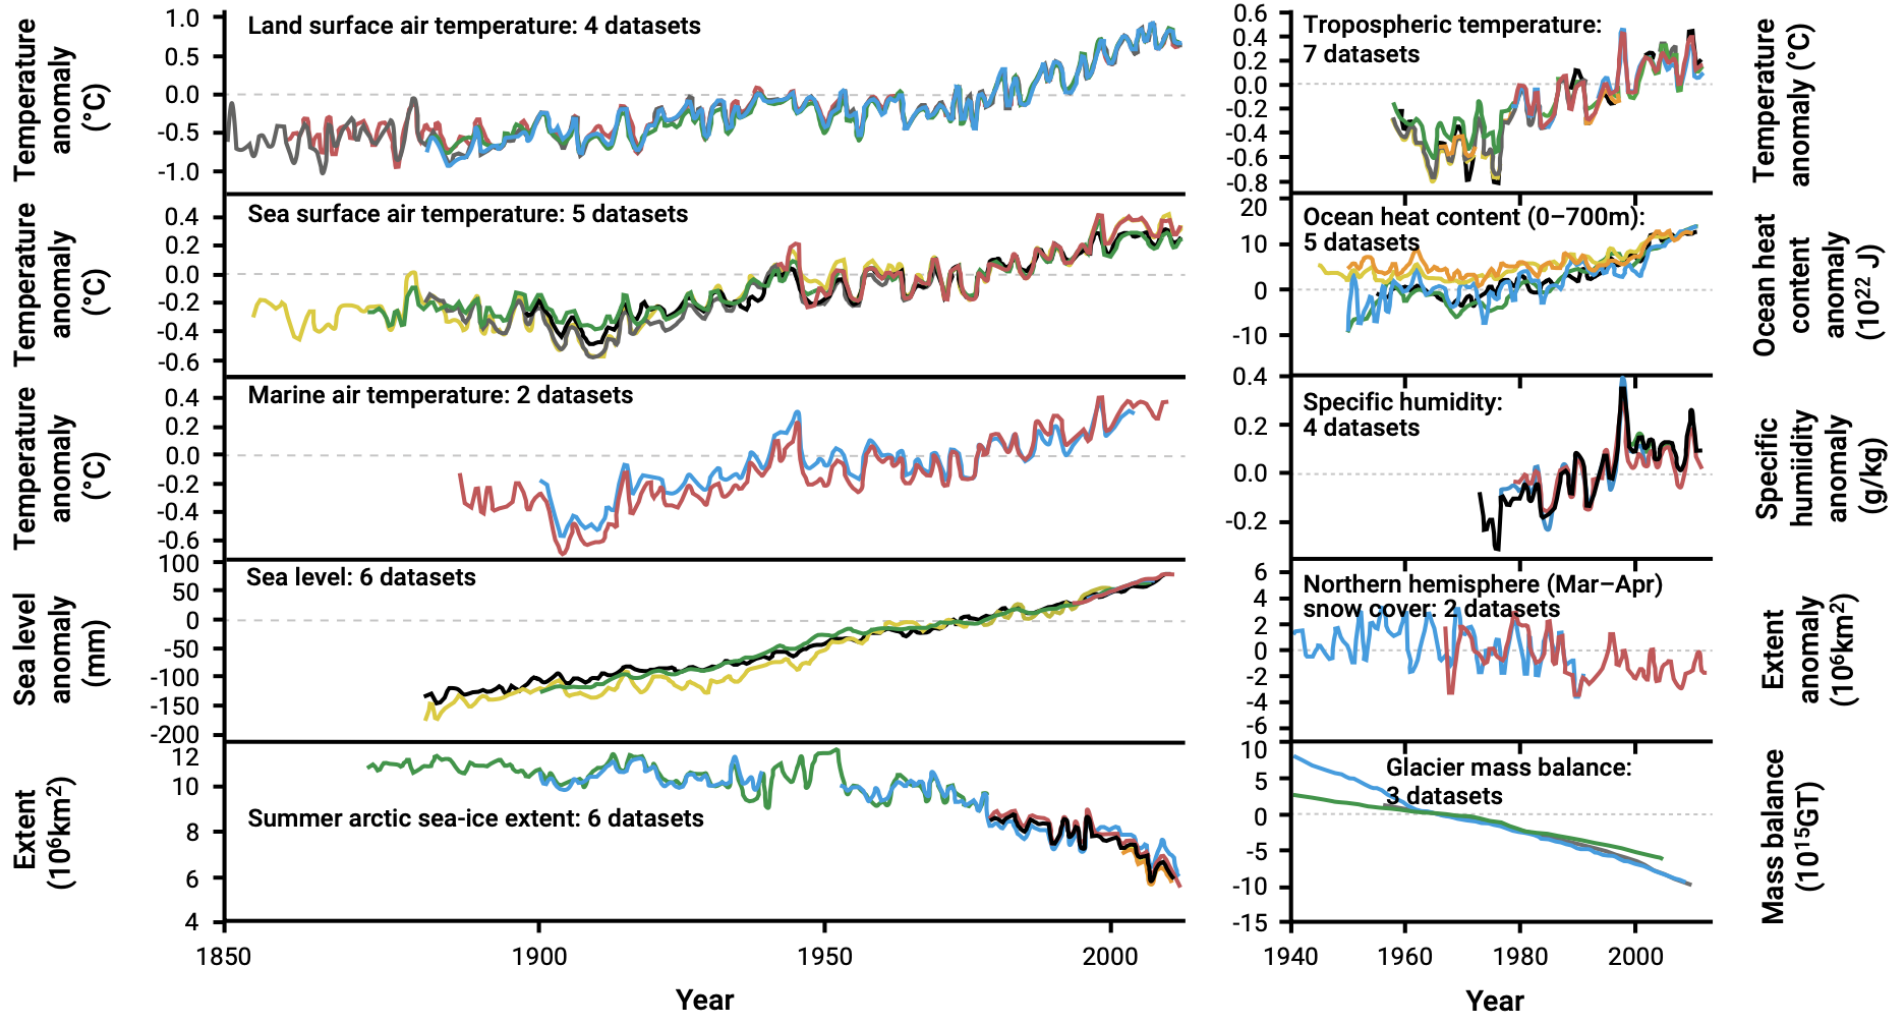 Temperature
anomaly
(°C)
1.0
0.5
0.0
-0.5
-1.0
Land surface air temperature: 4 datasets
Temperature
anomaly
(°C)
0.4
0.2
0.0
-0.2
-0.4
-0.6
Sea surface air temperature: 5 datasets
Temperature
anomaly
(°C)
0.4
0.2
0.0
-0.2
-0.4
-0.6
Marine air temperature: 2 datasets
Sea level
anomaly
(mm)
100
50
0
-50
-100
-150
-200
Sea level: 6 datasets
Extent
(10⁶km²)
12
10
8
6
4
Summer arctic sea-ice extent: 6 datasets
1850
1900
1950
2000
Year
0.6
0.4
0.2
0.0
-0.2
-0.4
-0.6
-0.8
Tropospheric temperature:
7 datasets
Temperature
anomaly (°C)
20
10
0
-10
Ocean heat content (0–700m):
5 datasets
Ocean heat
content
anomaly
(10²² J)
0.4
0.2
0.0
-0.2
Specific humidity:
4 datasets
Specific
humiidity
anomaly
(g/kg)
6
4
2
0
-2
-4
-6
Northern hemisphere (Mar–Apr)
snow cover: 2 datasets
Extent
anomaly
(10⁶km²)
10
5
0
-5
-10
-15
Glacier mass balance:
3 datasets
Mass balance
(10¹⁵GT)
1940
1960
1980
2000
Year